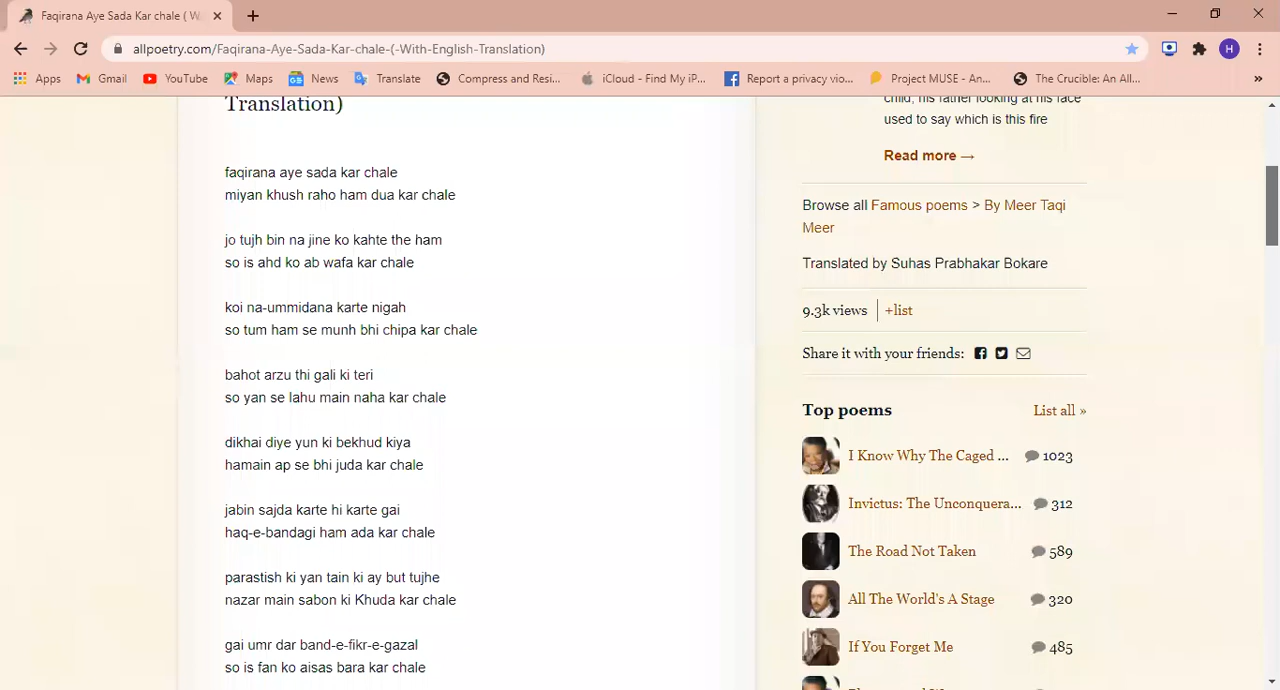 Faqirana Aye Sada Kar chale ( W
allpoetry.com/Faqirana-Aye-Sada-Kar-chale-(-With-English-Translation)
H
Apps Gmail YouTube Maps News Translate Compress and Resi... iCloud - Find My iP... Report a privacy vio... Project MUSE - An... The Crucible: An All... »
Translation)
faqirana aye sada kar chale
miyan khush raho ham dua kar chale
jo tujh bin na jine ko kahte the ham
so is ahd ko ab wafa kar chale
koi na-ummidana karte nigah
so tum ham se munh bhi chipa kar chale
bahot arzu thi gali ki teri
so yan se lahu main naha kar chale
dikhai diye yun ki bekhud kiya
hamain ap se bhi juda kar chale
jabin sajda karte hi karte gai
haq-e-bandagi ham ada kar chale
parastish ki yan tain ki ay but tujhe
nazar main sabon ki Khuda kar chale
gai umr dar band-e-fikr-e-gazal
so is fan ko aisas bara kar chale
child, his father looking at his face
used to say which is this fire
Read more →
Browse all Famous poems > By Meer Taqi
Meer
Translated by Suhas Prabhakar Bokare
9.3k views +list
Share it with your friends:
Top poems List all »
I Know Why The Caged ... 1023
Invictus: The Unconquera... 312
The Road Not Taken 589
All The World's A Stage 320
If You Forget Me 485